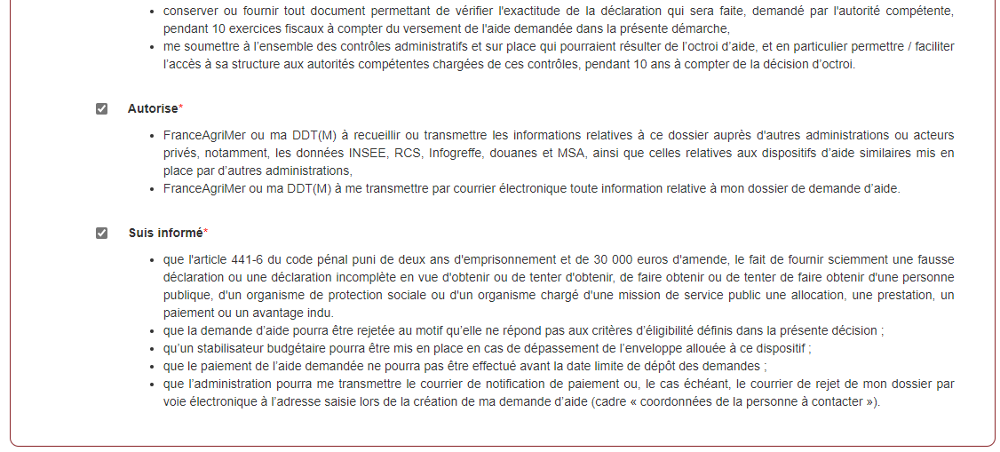 • conserver ou fournir tout document permettant de vérifier l'exactitude de la déclaration qui sera faite, demandé par l'autorité compétente,
pendant 10 exercices fiscaux à compter du versement de l'aide demandée dans la présente démarche,
• me soumettre à l’ensemble des contrôles administratifs et sur place qui pourraient résulter de l’octroi d’aide, et en particulier permettre / faciliter
l’accès à sa structure aux autorités compétentes chargées de ces contrôles, pendant 10 ans à compter de la décision d’octroi.
Autorise*
• FranceAgriMer ou ma DDT(M) à recueillir ou transmettre les informations relatives à ce dossier auprès d'autres administrations ou acteurs
privés, notamment, les données INSEE, RCS, Infogreffe, douanes et MSA, ainsi que celles relatives aux dispositifs d’aide similaires mis en
place par d’autres administrations,
• FranceAgriMer ou ma DDT(M) à me transmettre par courrier électronique toute information relative à mon dossier de demande d’aide.
Suis informé*
• que l'article 441-6 du code pénal puni de deux ans d'emprisonnement et de 30 000 euros d'amende, le fait de fournir sciemment une fausse
déclaration ou une déclaration incomplète en vue d'obtenir ou de tenter d'obtenir, de faire obtenir ou de tenter de faire obtenir d'une personne
publique, d'un organisme de protection sociale ou d'un organisme chargé d'une mission de service public une allocation, une prestation, un
paiement ou un avantage indu.
• que la demande d’aide pourra être rejetée au motif qu’elle ne répond pas aux critères d’éligibilité définis dans la présente décision ;
• qu’un stabilisateur budgétaire pourra être mis en place en cas de dépassement de l’enveloppe allouée à ce dispositif ;
• que le paiement de l’aide demandée ne pourra pas être effectué avant la date limite de dépôt des demandes ;
• que l’administration pourra me transmettre le courrier de notification de paiement ou, le cas échéant, le courrier de rejet de mon dossier par
voie électronique à l’adresse saisie lors de la création de ma demande d’aide (cadre « coordonnées de la personne à contacter »).